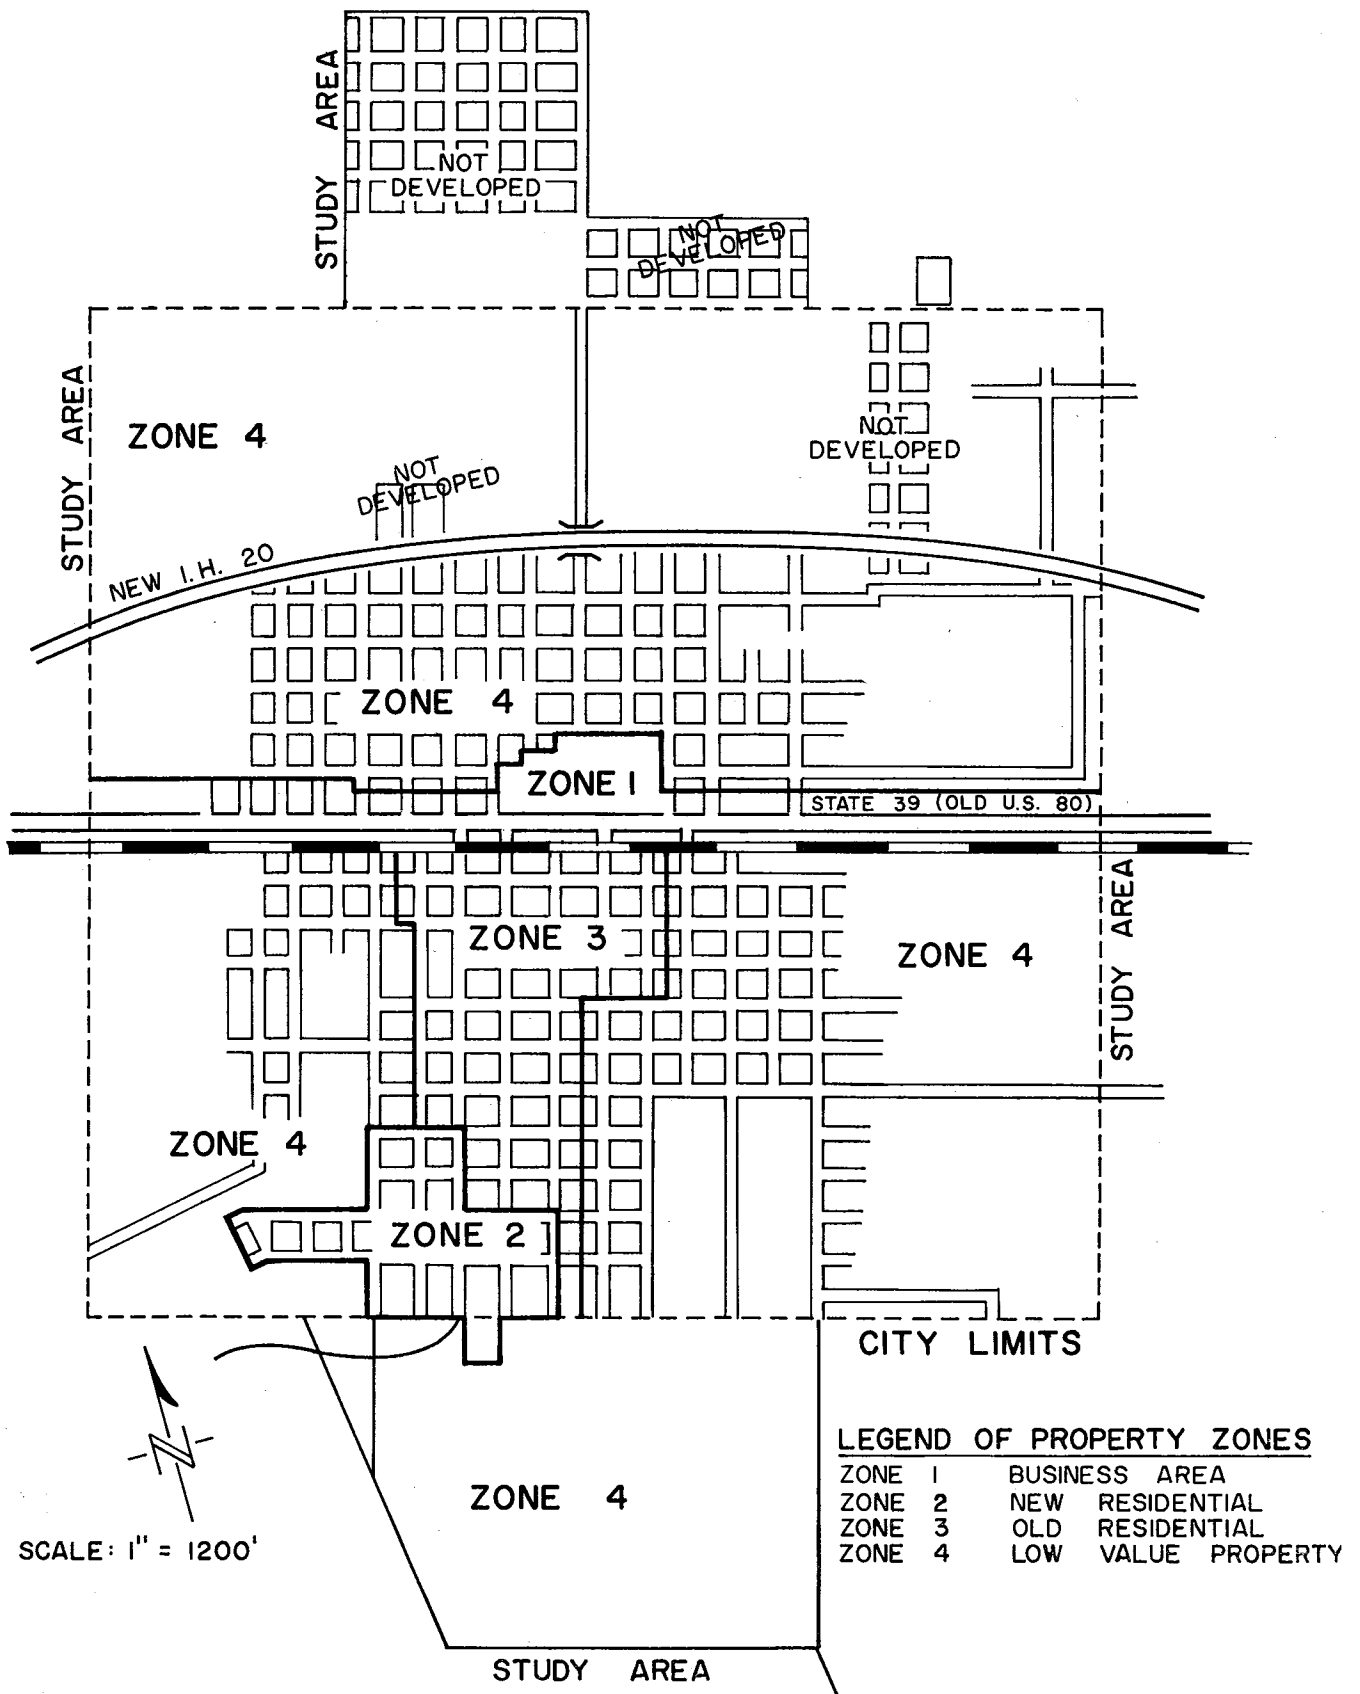 STUDY AREA
NOT
DEVELOPED
NOT
DEVELOPED
STUDY AREA
ZONE 4
NOT
DEVELOPED
NOT
DEVELOPED
NEW I.H. 20
ZONE 4
ZONE 1
STATE 39 (OLD U.S. 80)
STUDY AREA
ZONE 3
ZONE 4
ZONE 4
ZONE 2
CITY LIMITS
N
SCALE: 1" = 1200'
ZONE 4
LEGEND OF PROPERTY ZONES
ZONE 1 BUSINESS AREA
ZONE 2 NEW RESIDENTIAL
ZONE 3 OLD RESIDENTIAL
ZONE 4 LOW VALUE PROPERTY
STUDY AREA